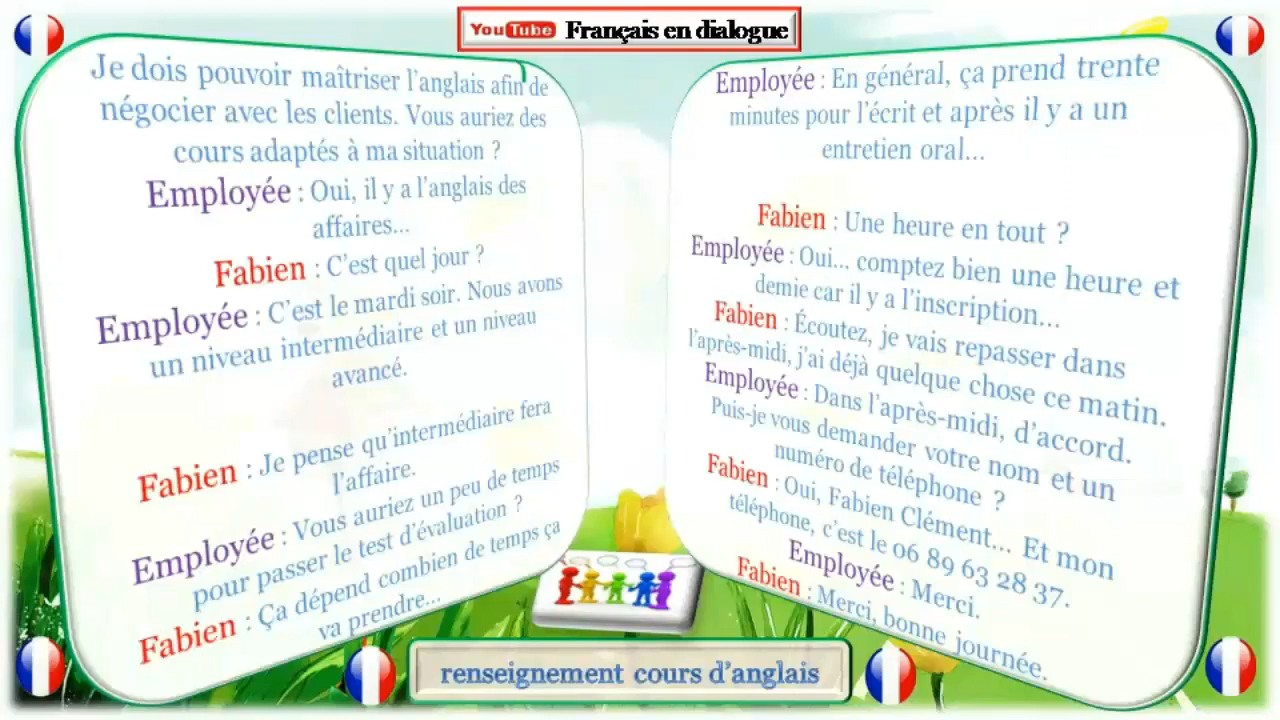 YouTube Français en dialogue
Je dois pouvoir maîtriser l'anglais afin de
négocier avec les clients. Vous auriez des
cours adaptés à ma situation ?
Employée : Oui, il y a l'anglais des
affaires...
Fabien : C'est quel jour ?
Employée : C'est le mardi soir. Nous avons
un niveau intermédiaire et un niveau
avancé.
Fabien : Je pense qu'intermédiaire fera
l'affaire.
Employée : Vous auriez un peu de temps
pour passer le test d'évaluation ?
Fabien : Ça dépend combien de temps ça
va prendre...
Employée : En général, ça prend trente
minutes pour l'écrit et après il y a un
entretien oral...
Fabien : Une heure en tout ?
Employée : Oui... comptez bien une heure et
demie car il y a l'inscription...
Fabien : Écoutez, je vais repasser dans
l'après-midi, j'ai déjà quelque chose ce matin.
Employée : Dans l'après-midi, d'accord.
Puis-je vous demander votre nom et un
numéro de téléphone ?
Fabien : Oui, Fabien Clément... Et mon
téléphone, c'est le 06 89 63 28 37.
Employée : Merci.
Fabien : Merci, bonne journée.
renseignement cours d'anglais